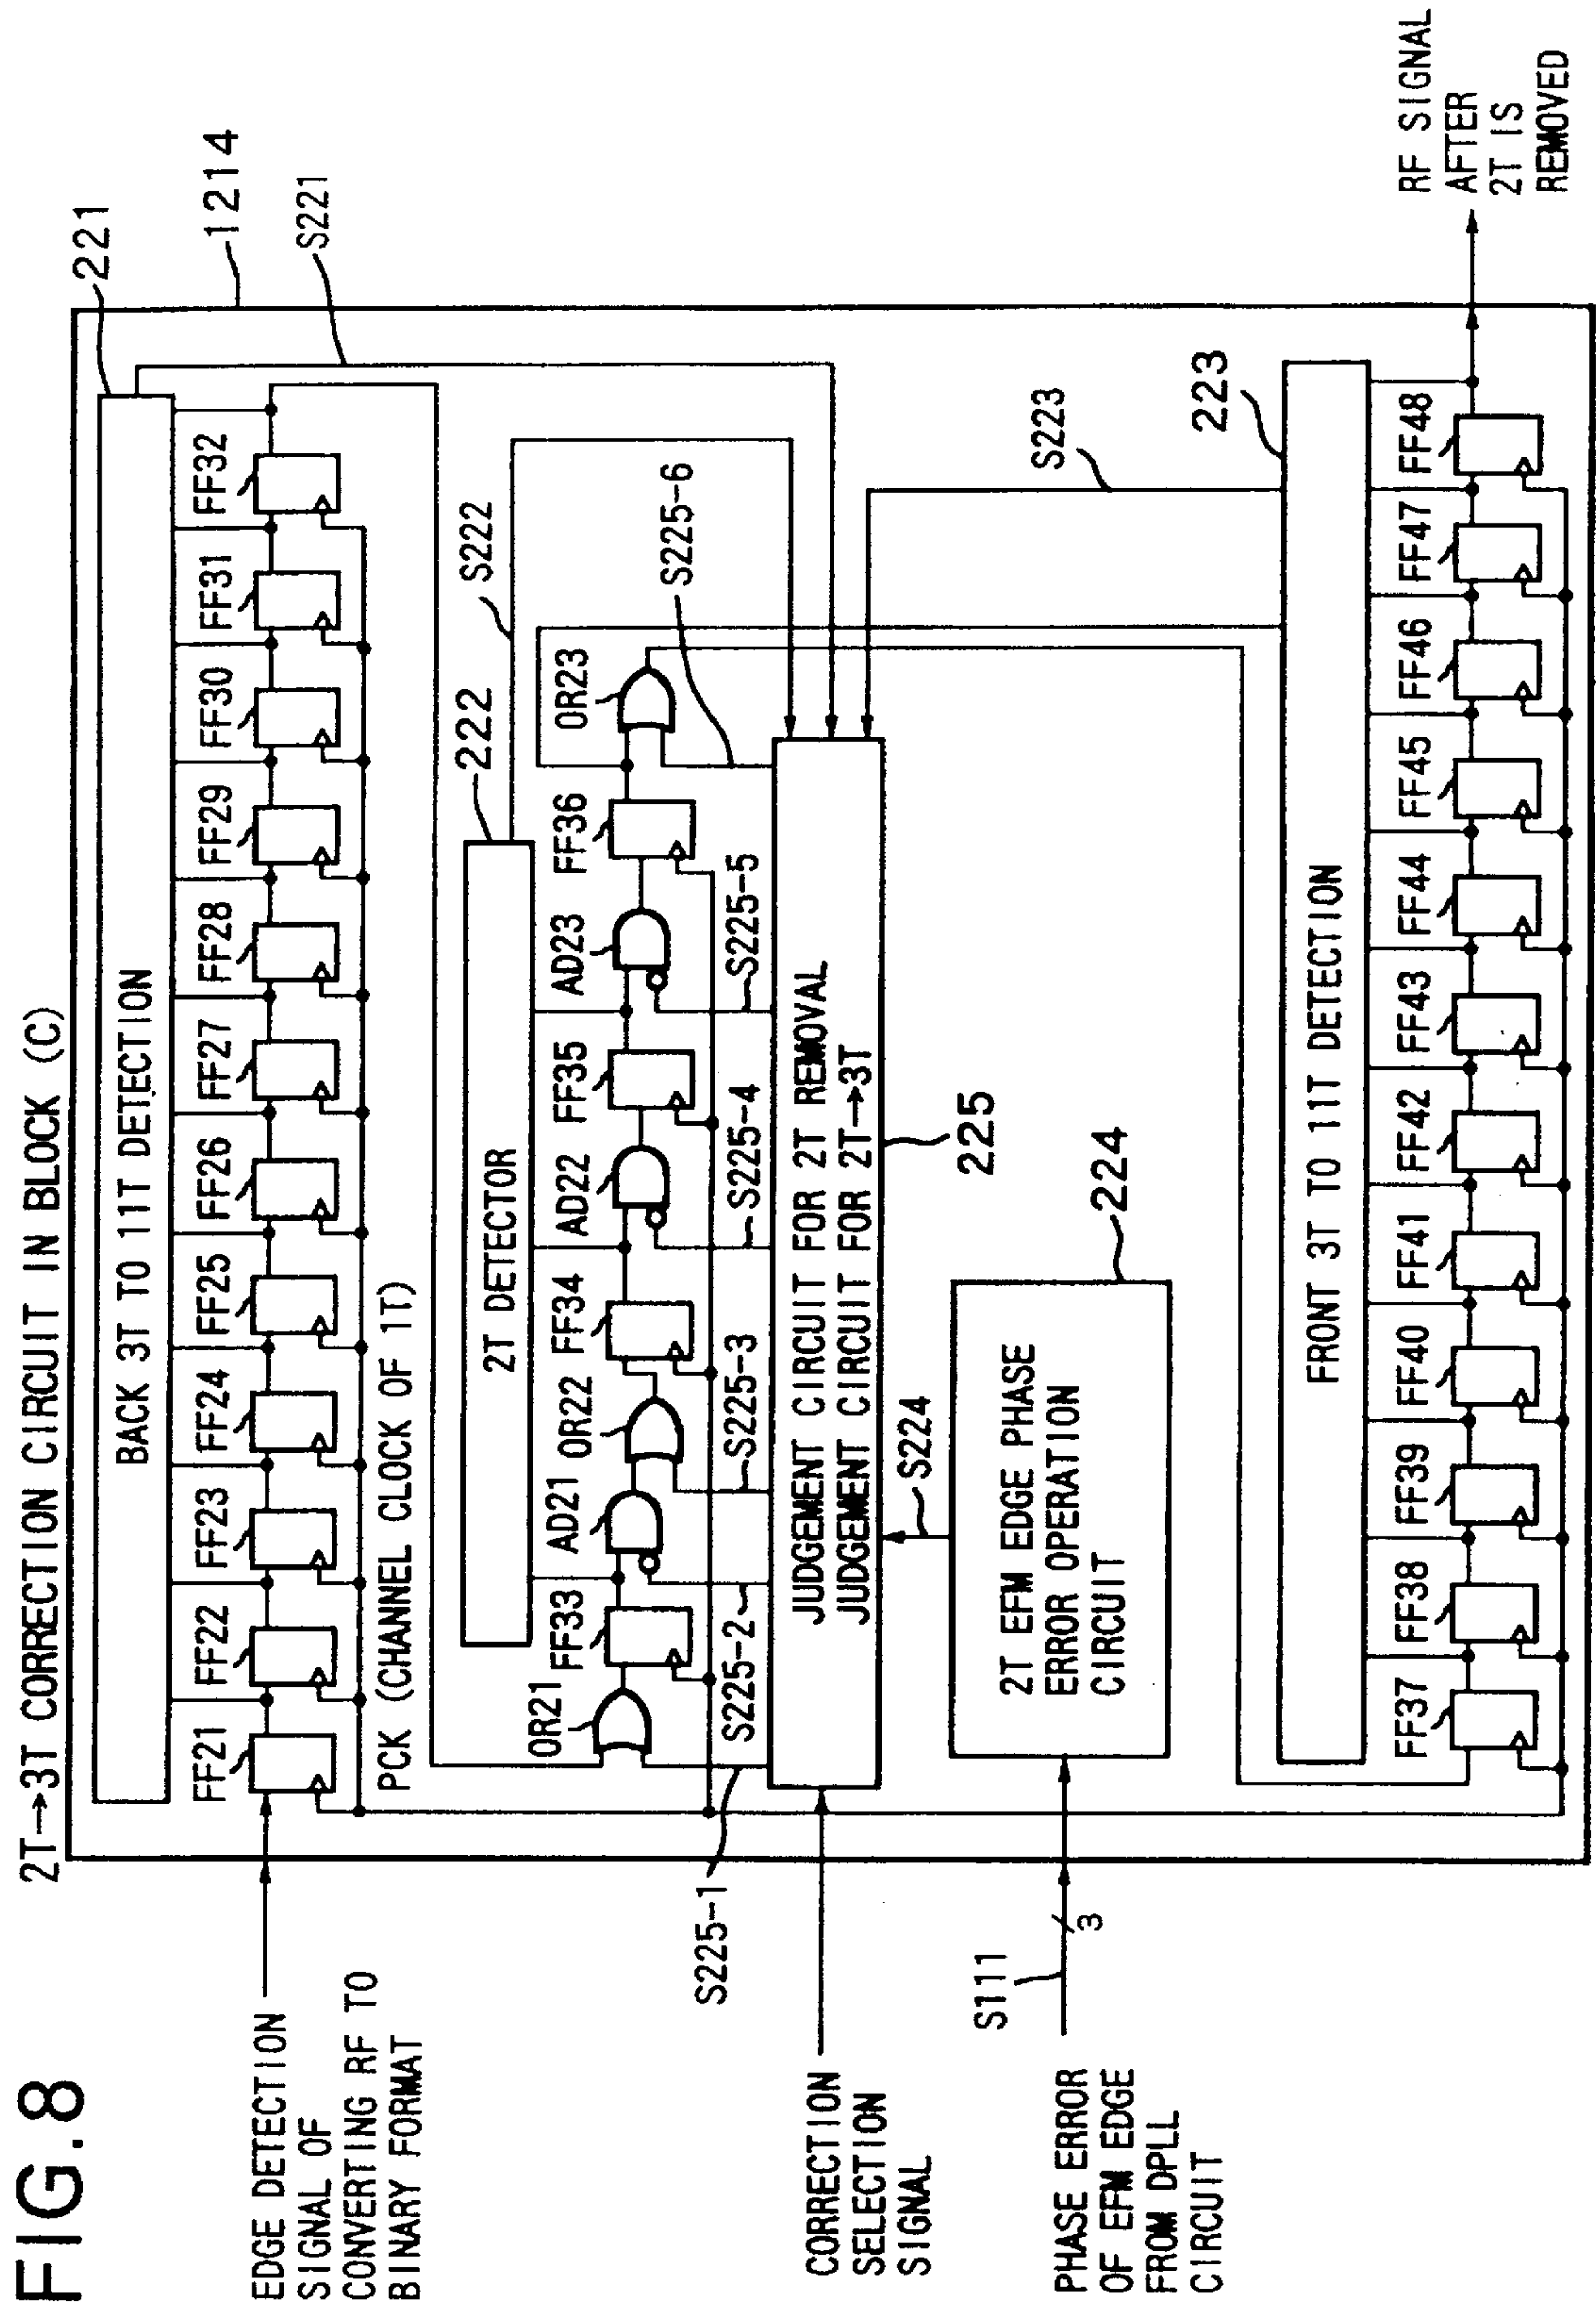 FIG.8
2T→3T CORRECTION CIRCUIT IN BLOCK (C)
221
1214
S221
BACK 3T TO 11T DETECTION
FF21
FF22
FF23
FF24
FF25
FF26
FF27
FF28
FF29
FF30
FF31
FF32
EDGE DETECTION
SIGNAL OF
CONVERTING RF TO
BINARY FORMAT
PCK (CHANNEL CLOCK OF 1T)
222
S222
2T DETECTOR
OR21
FF33
AD21
OR22
FF34
AD22
FF35
AD23
FF36
OR23
S225-1
S225-2
S225-3
S225-4
S225-5
S225-6
CORRECTION
SELECTION
SIGNAL
JUDGEMENT CIRCUIT FOR 2T REMOVAL
JUDGEMENT CIRCUIT FOR 2T→3T
225
S224
S223
S111
3
PHASE ERROR
OF EFM EDGE
FROM DPLL
CIRCUIT
2T EFM EDGE PHASE
ERROR OPERATION
CIRCUIT
224
223
FRONT 3T TO 11T DETECTION
FF37
FF38
FF39
FF40
FF41
FF42
FF43
FF44
FF45
FF46
FF47
FF48
RF SIGNAL
AFTER
2T IS
REMOVED